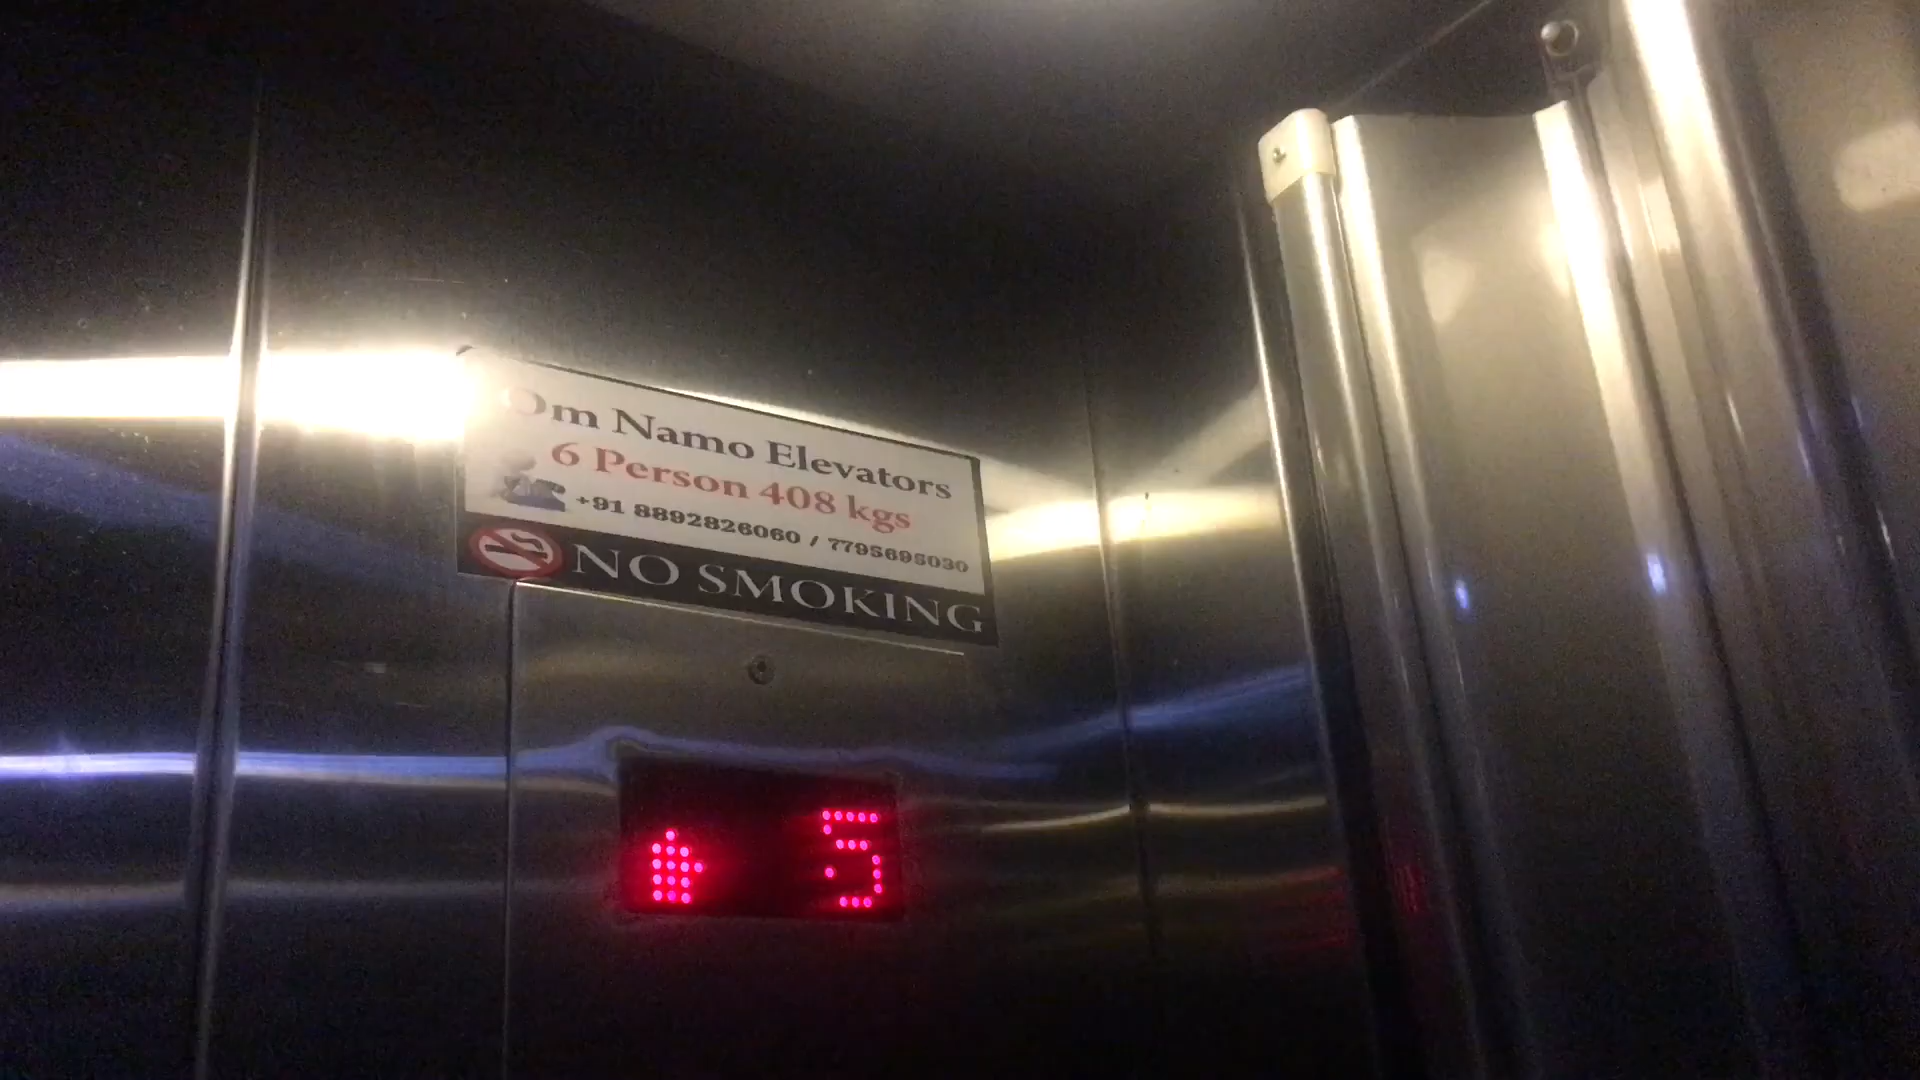 Om Namo Elevators
6 Person 408 kgs
+91 8892826060 / 7795695030
NO SMOKING
5